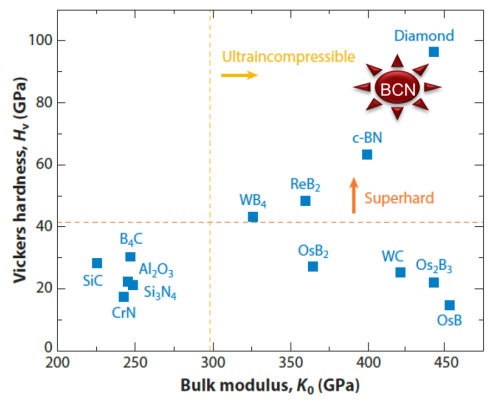 Diamond
100
Ultraincompressible
BCN
80
c-BN
60
ReB₂
WB₄
Superhard
40
B₄C
OsB₂
WC
Os₂B₃
SiC
Al₂O₃
Si₃N₄
20
CrN
OsB
0
200
250
300
350
400
450
Vickers hardness, Hᵥ (GPa)
Bulk modulus, K₀ (GPa)